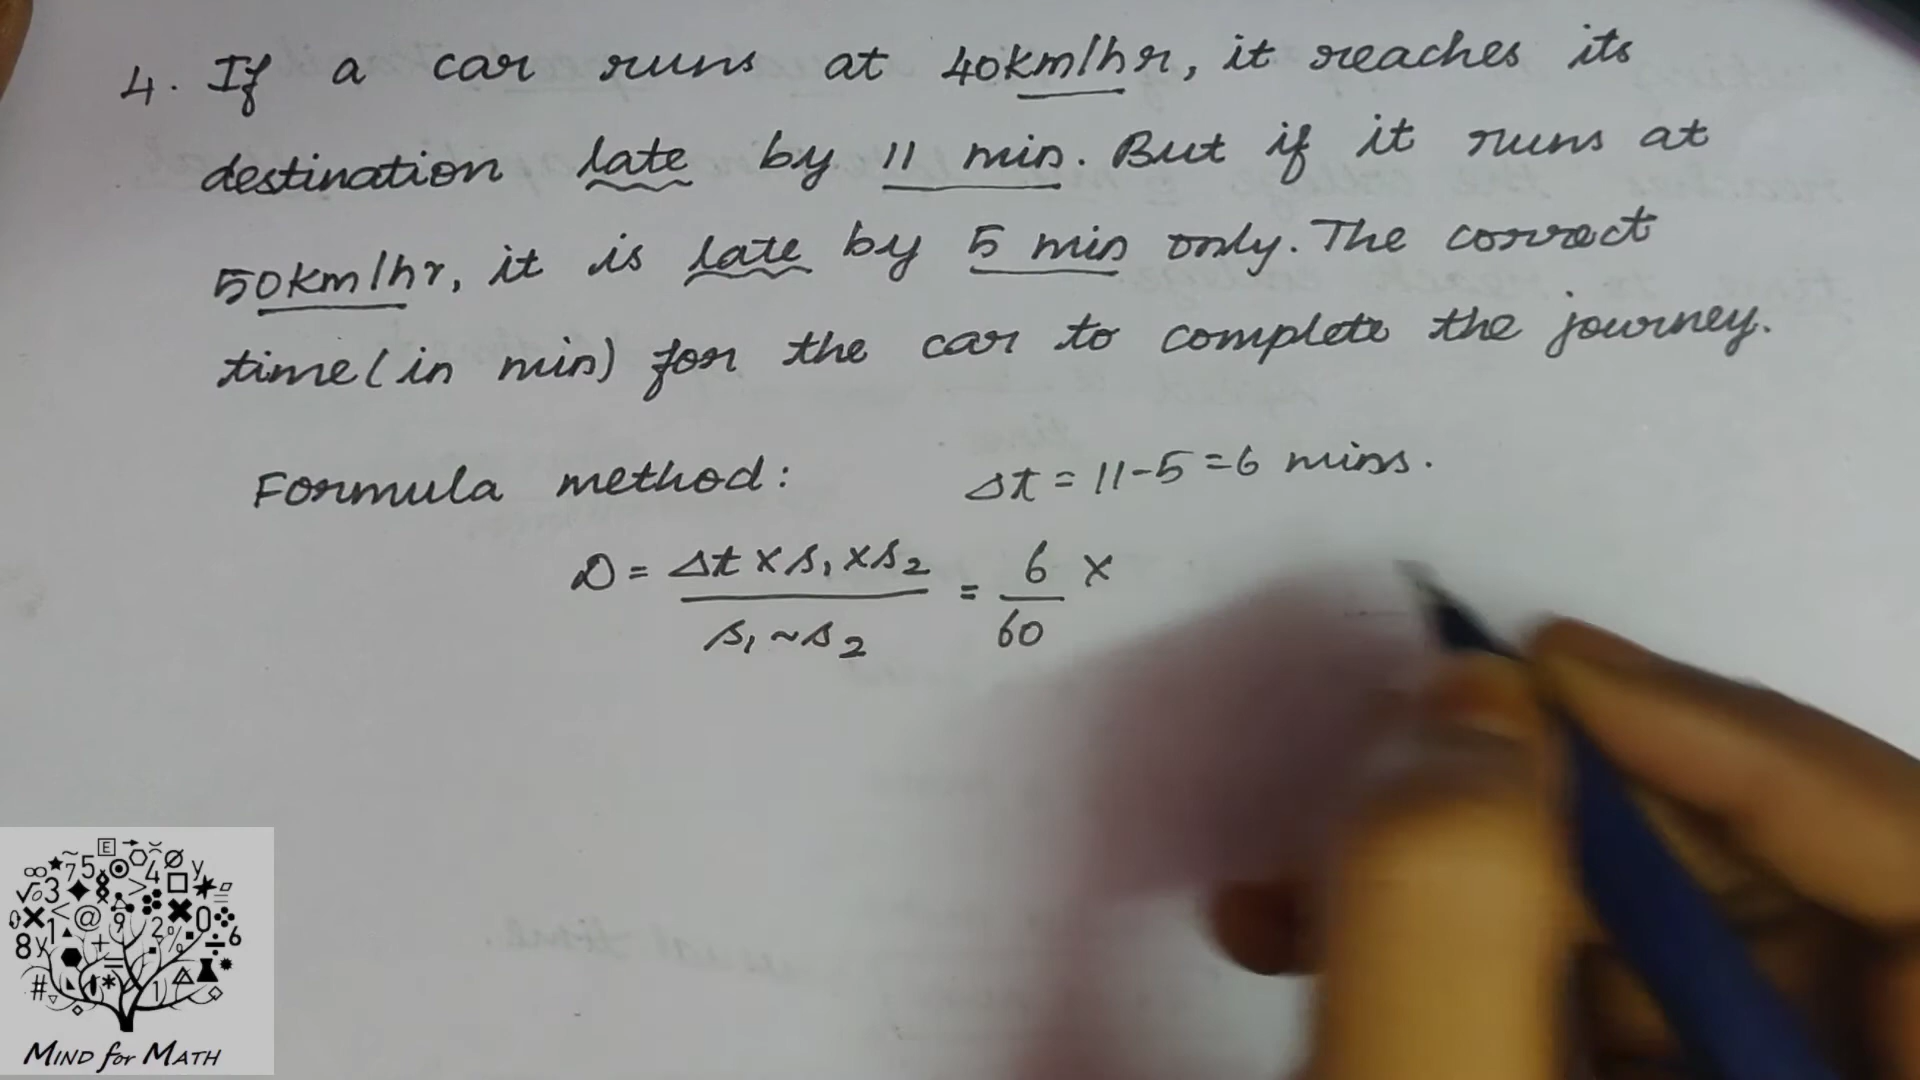 4. If a car runs at 40km/hr, it reaches its
destination late by 11 min. But if it runs at
50km/hr, it is late by 5 min only. The correct
time (in min) for the car to complete the journey.
Formula method: Δt = 11-5 = 6 mins.
D = Δt x s₁ x s₂ / s₁ ~ s₂ = 6 / 60 x
MIND for MATH